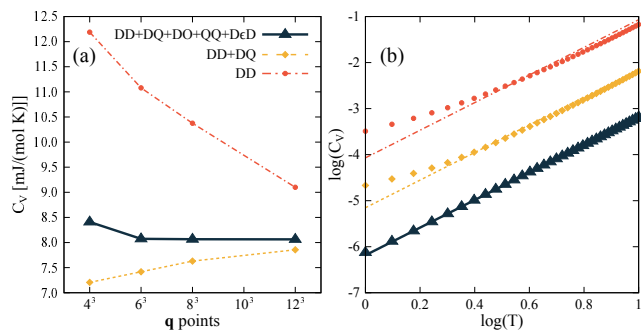 (a)
DD+DQ+DO+QQ+DєD
DD+DQ
DD
C_V [mJ/(mol K)]]
12.5
12.0
11.5
11.0
10.5
10.0
9.5
9.0
8.5
8.0
7.5
7.0
4³ 6³ 8³ 10³ 12³
q points
(b)
log(C_V)
-1
-2
-3
-4
-5
-6
-7
0 0.2 0.4 0.6 0.8 1
log(T)